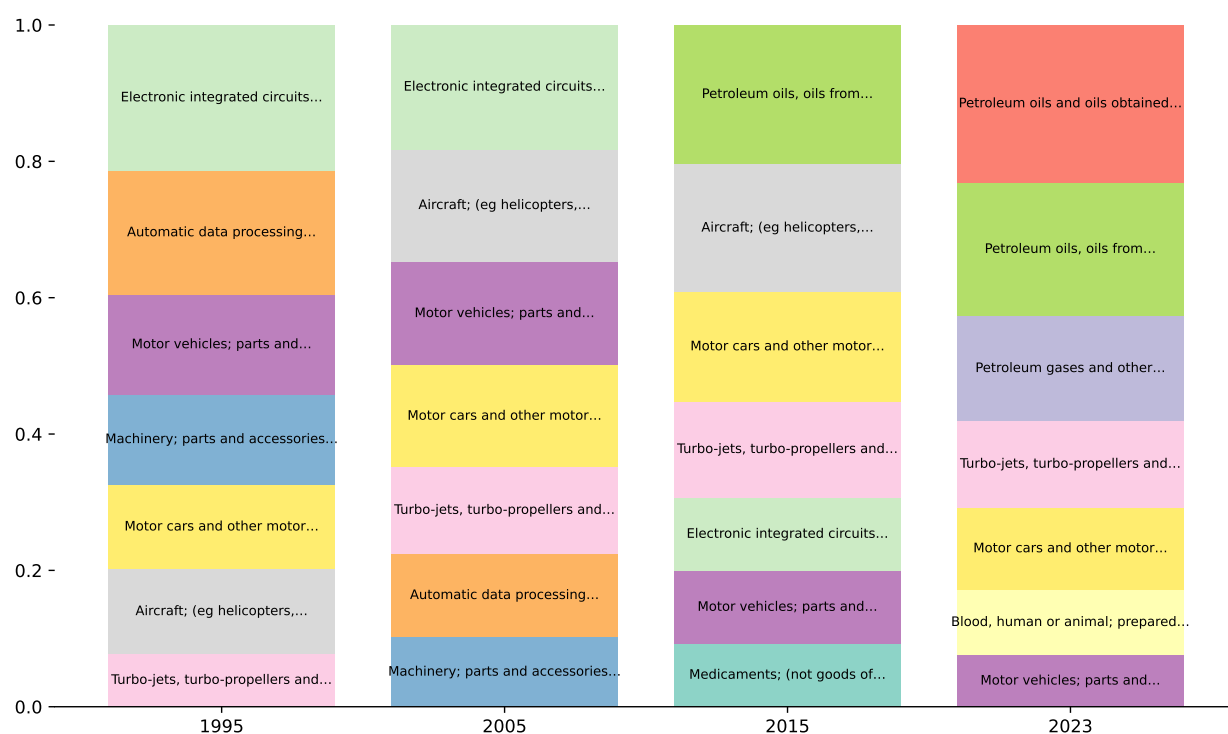 1.0
0.8
0.6
0.4
0.2
0.0
Electronic integrated circuits...
Automatic data processing...
Motor vehicles; parts and...
Machinery; parts and accessories...
Motor cars and other motor...
Aircraft; (eg helicopters,...
Turbo-jets, turbo-propellers and...
Electronic integrated circuits...
Aircraft; (eg helicopters,...
Motor vehicles; parts and...
Motor cars and other motor...
Turbo-jets, turbo-propellers and...
Automatic data processing...
Machinery; parts and accessories...
Petroleum oils, oils from...
Aircraft; (eg helicopters,...
Motor cars and other motor...
Turbo-jets, turbo-propellers and...
Electronic integrated circuits...
Motor vehicles; parts and...
Medicaments; (not goods of...
Petroleum oils and oils obtained...
Petroleum oils, oils from...
Petroleum gases and other...
Turbo-jets, turbo-propellers and...
Motor cars and other motor...
Blood, human or animal; prepared...
Motor vehicles; parts and...
1995
2005
2015
2023